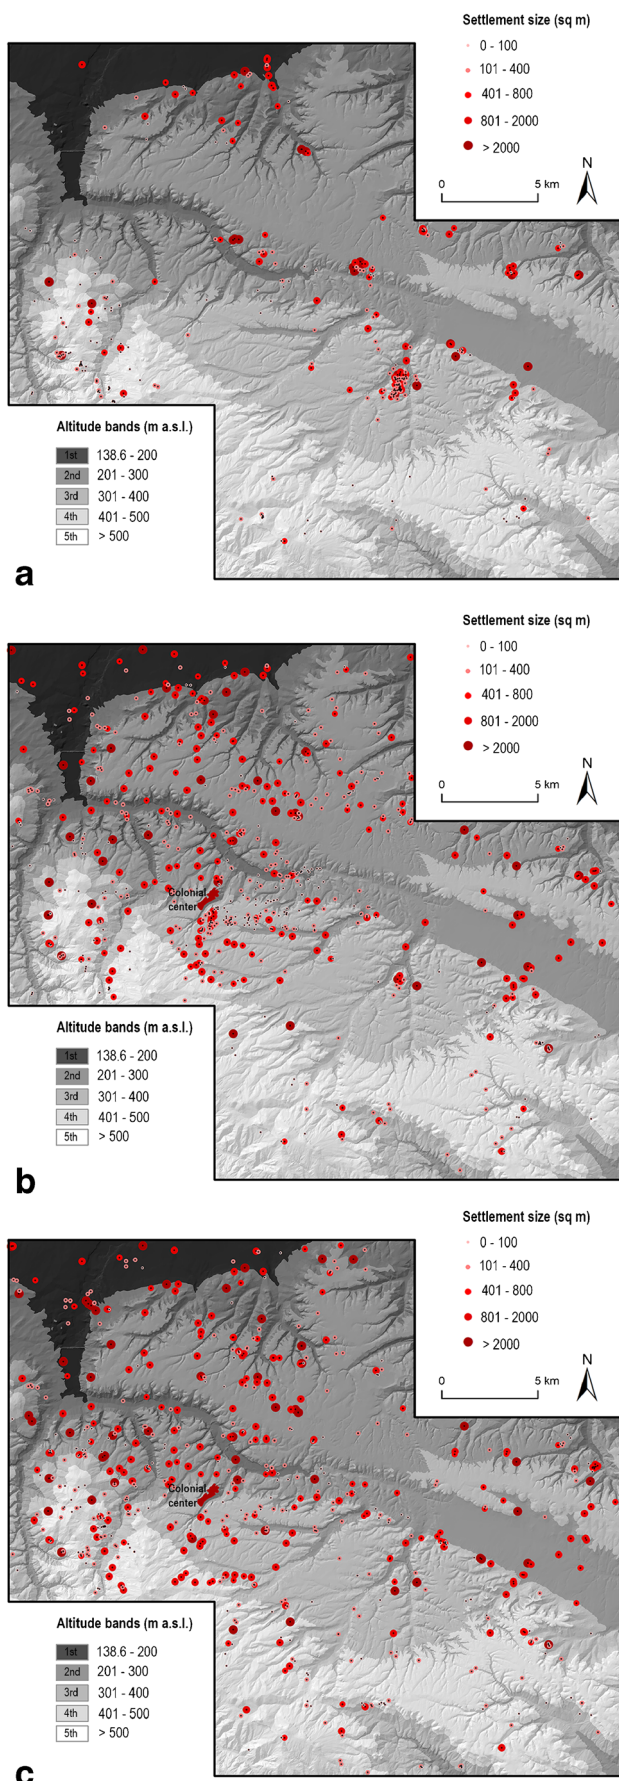 Settlement size (sq m)
0 - 100
101 - 400
401 - 800
801 - 2000
> 2000
N
0 5 km
Altitude bands (m a.s.l.)
1st 138.6 - 200
2nd 201 - 300
3rd 301 - 400
4th 401 - 500
5th > 500
a
Settlement size (sq m)
0 - 100
101 - 400
401 - 800
801 - 2000
> 2000
N
0 5 km
Colonial
center
Altitude bands (m a.s.l.)
1st 138.6 - 200
2nd 201 - 300
3rd 301 - 400
4th 401 - 500
5th > 500
b
Settlement size (sq m)
0 - 100
101 - 400
401 - 800
801 - 2000
> 2000
N
0 5 km
Colonial
center
Altitude bands (m a.s.l.)
1st 138.6 - 200
2nd 201 - 300
3rd 301 - 400
4th 401 - 500
5th > 500
c